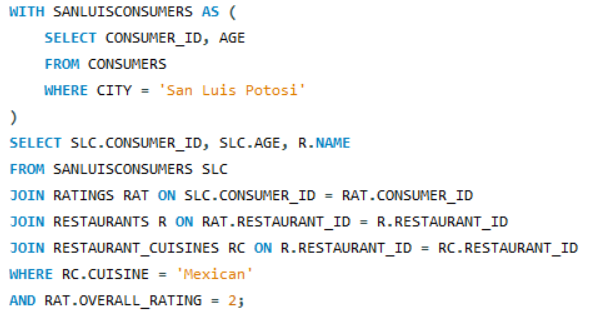 WITH SANLUISCONSUMERS AS (
    SELECT CONSUMER_ID, AGE
    FROM CONSUMERS
    WHERE CITY = 'San Luis Potosi'
)
SELECT SLC.CONSUMER_ID, SLC.AGE, R.NAME
FROM SANLUISCONSUMERS SLC
JOIN RATINGS RAT ON SLC.CONSUMER_ID = RAT.CONSUMER_ID
JOIN RESTAURANTS R ON RAT.RESTAURANT_ID = R.RESTAURANT_ID
JOIN RESTAURANT_CUISINES RC ON R.RESTAURANT_ID = RC.RESTAURANT_ID
WHERE RC.CUISINE = 'Mexican'
AND RAT.OVERALL_RATING = 2;